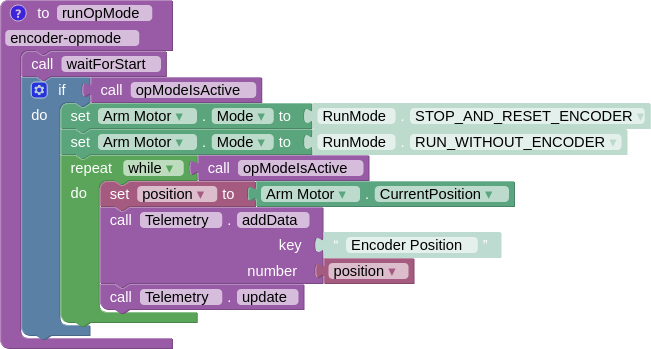 ? to runOpMode
encoder-opmode
call waitForStart
if call opModeIsActive
do set Arm Motor . Mode to RunMode . STOP_AND_RESET_ENCODER
set Arm Motor . Mode to RunMode . RUN_WITHOUT_ENCODER
repeat while call opModeIsActive
do set position to Arm Motor . CurrentPosition
call Telemetry . addData
key “ Encoder Position ”
number position
call Telemetry . update